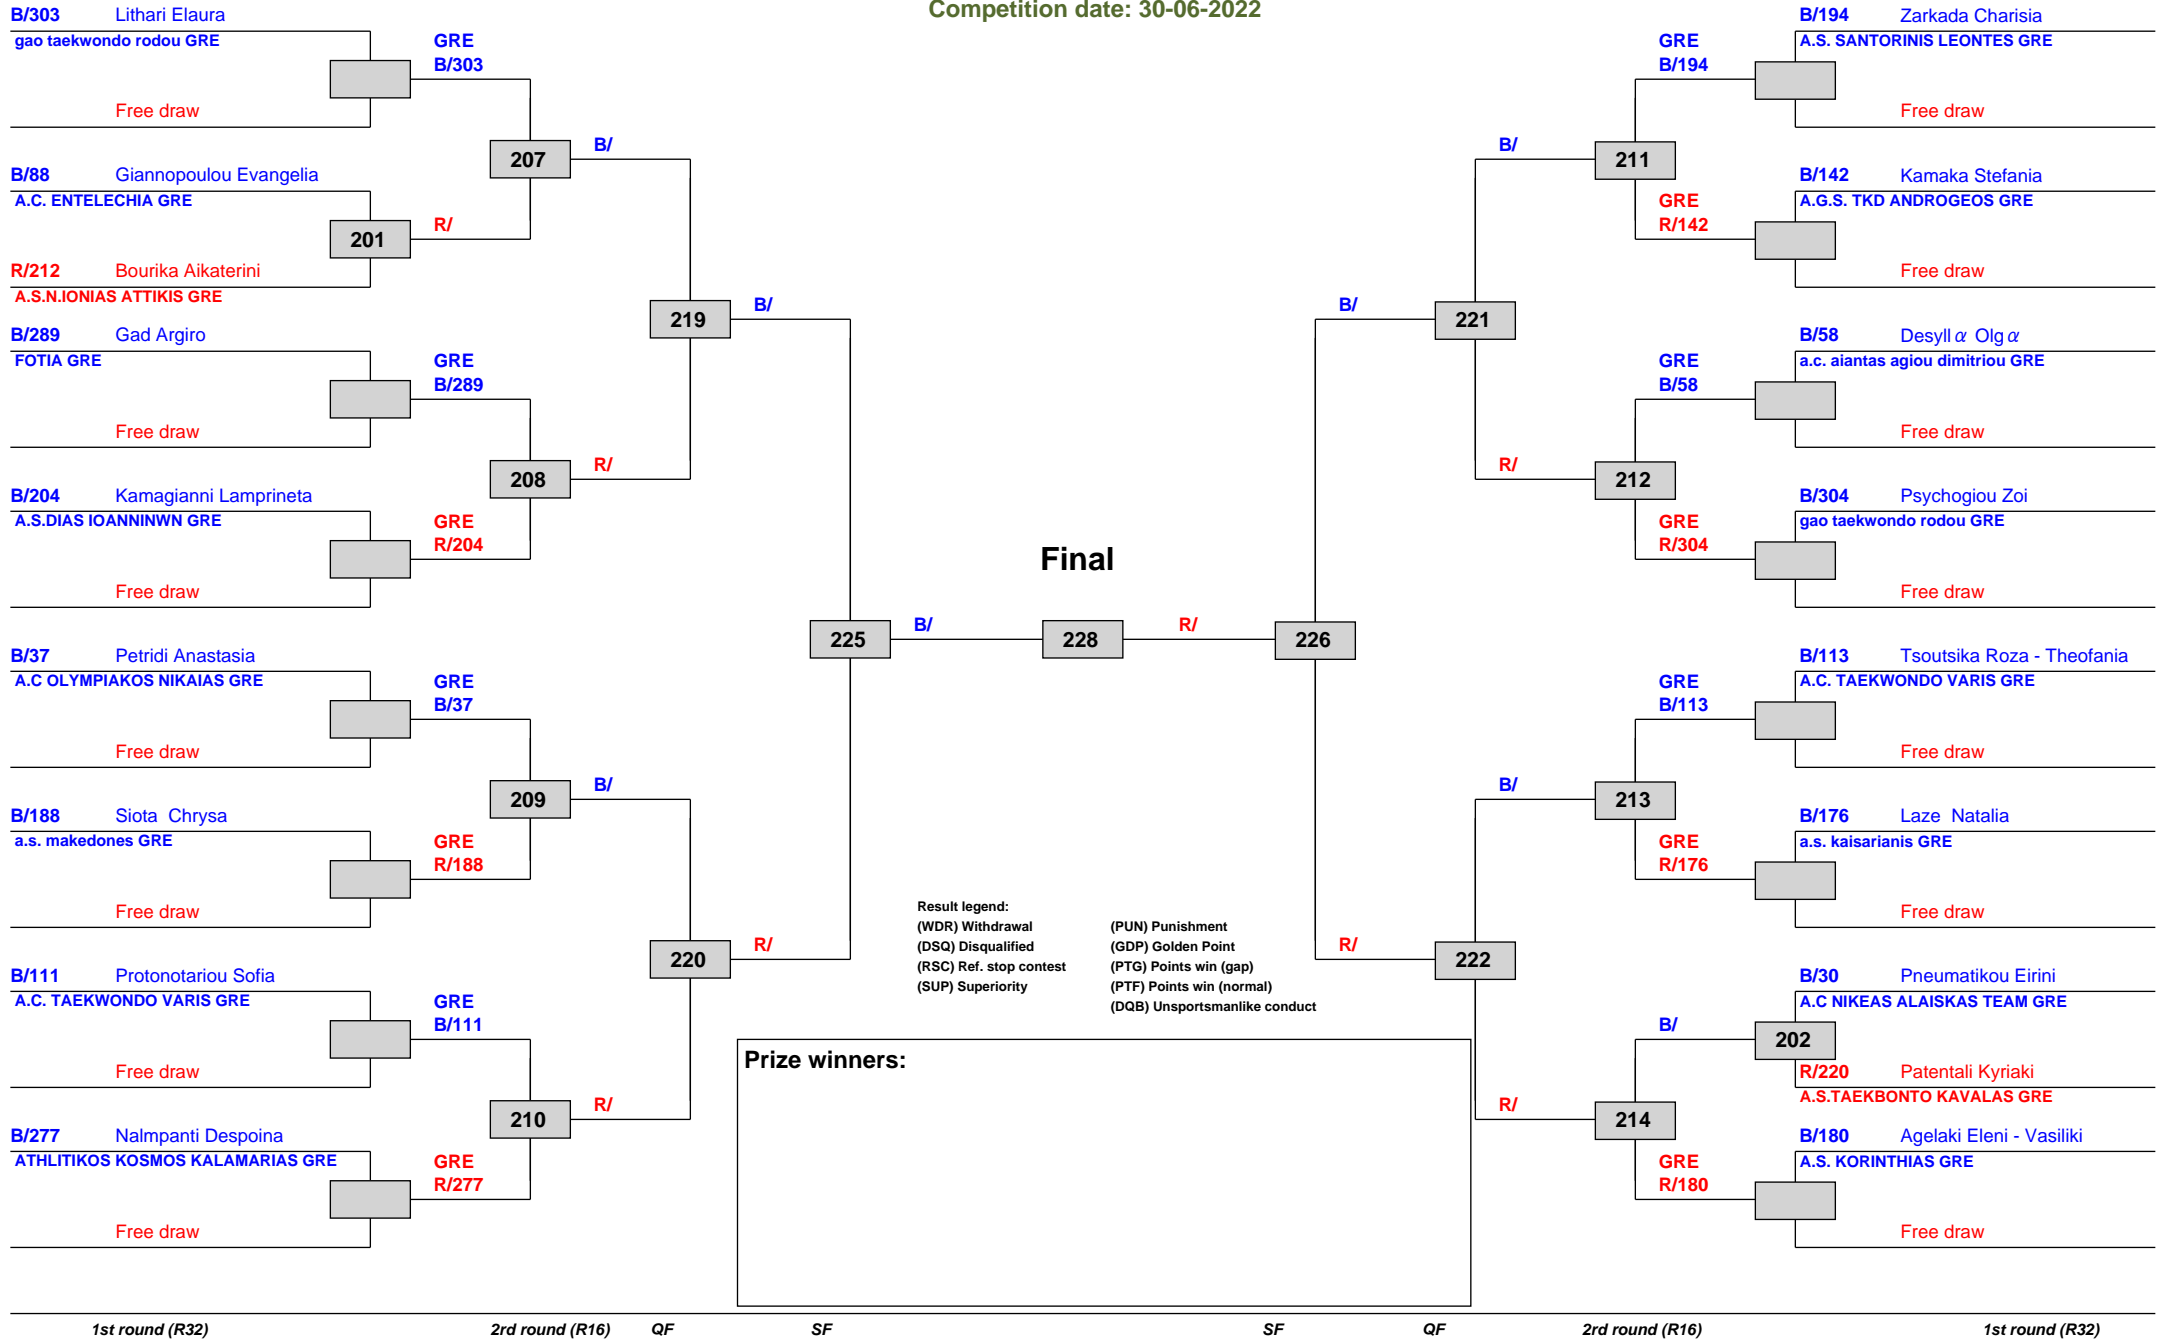 Competition date: 30-06-2022
B/303 Lithari Elaura
gao taekwondo rodou GRE
GRE
B/303
Free draw
207
B/
B/88 Giannopoulou Evangelia
A.C. ENTELECHIA GRE
201
R/
R/212 Bourika Aikaterini
A.S.N.IONIAS ATTIKIS GRE
219
B/
B/289 Gad Argiro
FOTIA GRE
GRE
B/289
Free draw
208
R/
B/204 Kamagianni Lamprineta
A.S.DIAS IOANNINWN GRE
GRE
R/204
Free draw
225
B/
B/37 Petridi Anastasia
A.C OLYMPIAKOS NIKAIAS GRE
GRE
B/37
Free draw
209
B/
B/188 Siota Chrysa
a.s. makedones GRE
GRE
R/188
Free draw
220
R/
B/111 Protonotariou Sofia
A.C. TAEKWONDO VARIS GRE
GRE
B/111
Free draw
210
R/
B/277 Nalmpanti Despoina
ATHLITIKOS KOSMOS KALAMARIAS GRE
GRE
R/277
Free draw
Final
228
R/
226
B/194 Zarkada Charisia
A.S. SANTORINIS LEONTES GRE
GRE
B/194
Free draw
B/
211
B/142 Kamaka Stefania
A.G.S. TKD ANDROGEOS GRE
GRE
R/142
Free draw
B/
221
B/58 Desyllα Olgα
a.c. aiantas agiou dimitriou GRE
GRE
B/58
Free draw
R/
212
B/304 Psychogiou Zoi
gao taekwondo rodou GRE
GRE
R/304
Free draw
B/113 Tsoutsika Roza - Theofania
A.C. TAEKWONDO VARIS GRE
GRE
B/113
Free draw
B/
213
B/176 Laze Natalia
a.s. kaisarianis GRE
GRE
R/176
Free draw
R/
222
B/30 Pneumatikou Eirini
A.C NIKEAS ALAISKAS TEAM GRE
B/
202
R/220 Patentali Kyriaki
A.S.TAEKBONTO KAVALAS GRE
R/
214
B/180 Agelaki Eleni - Vasiliki
A.S. KORINTHIAS GRE
GRE
R/180
Free draw
Result legend:
(WDR) Withdrawal (PUN) Punishment
(DSQ) Disqualified (GDP) Golden Point
(RSC) Ref. stop contest (PTG) Points win (gap)
(SUP) Superiority (PTF) Points win (normal)
(DQB) Unsportsmanlike conduct
Prize winners:
1st round (R32) 2rd round (R16) QF SF SF QF 2rd round (R16) 1st round (R32)